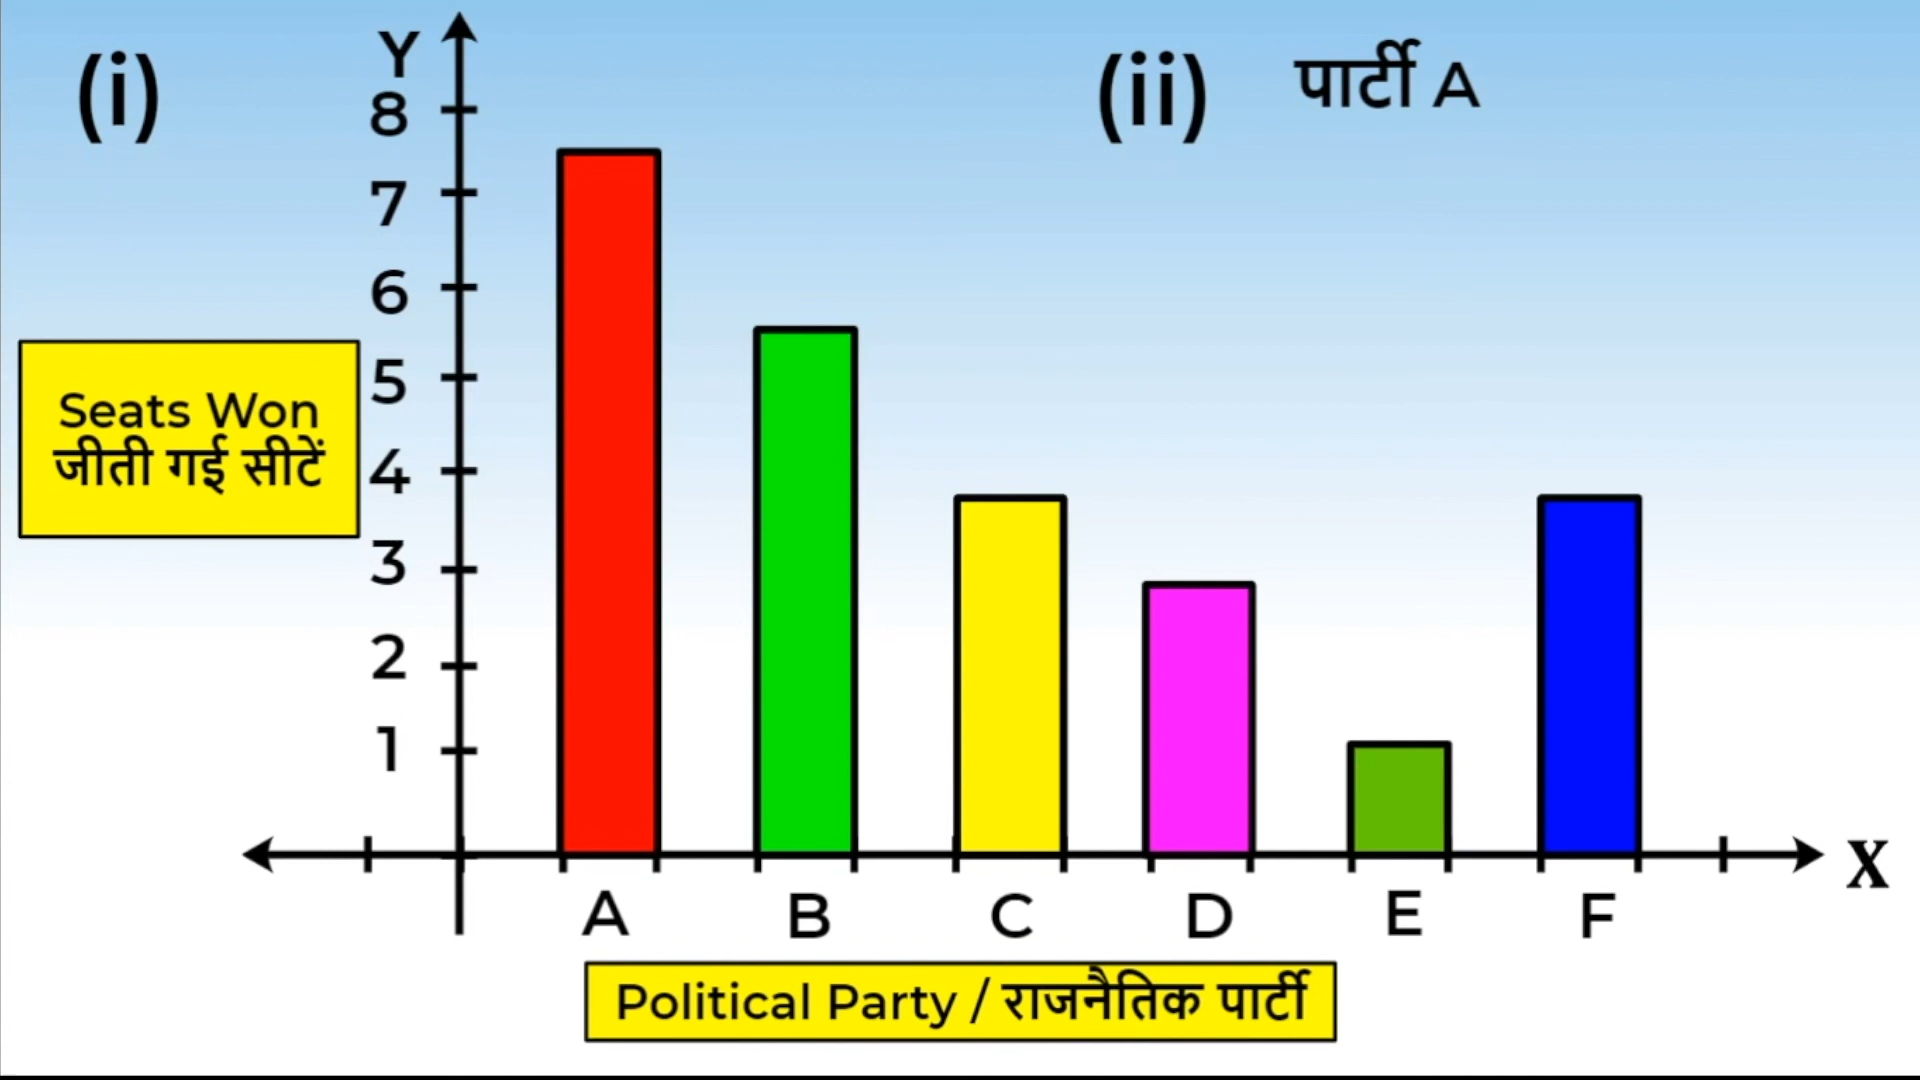 (i)
Y
8
7
6
5
4
3
2
1
Seats Won
जीती गई सीटें
(ii) पार्टी A
A B C D E F
X
Political Party / राजनैतिक पार्टी